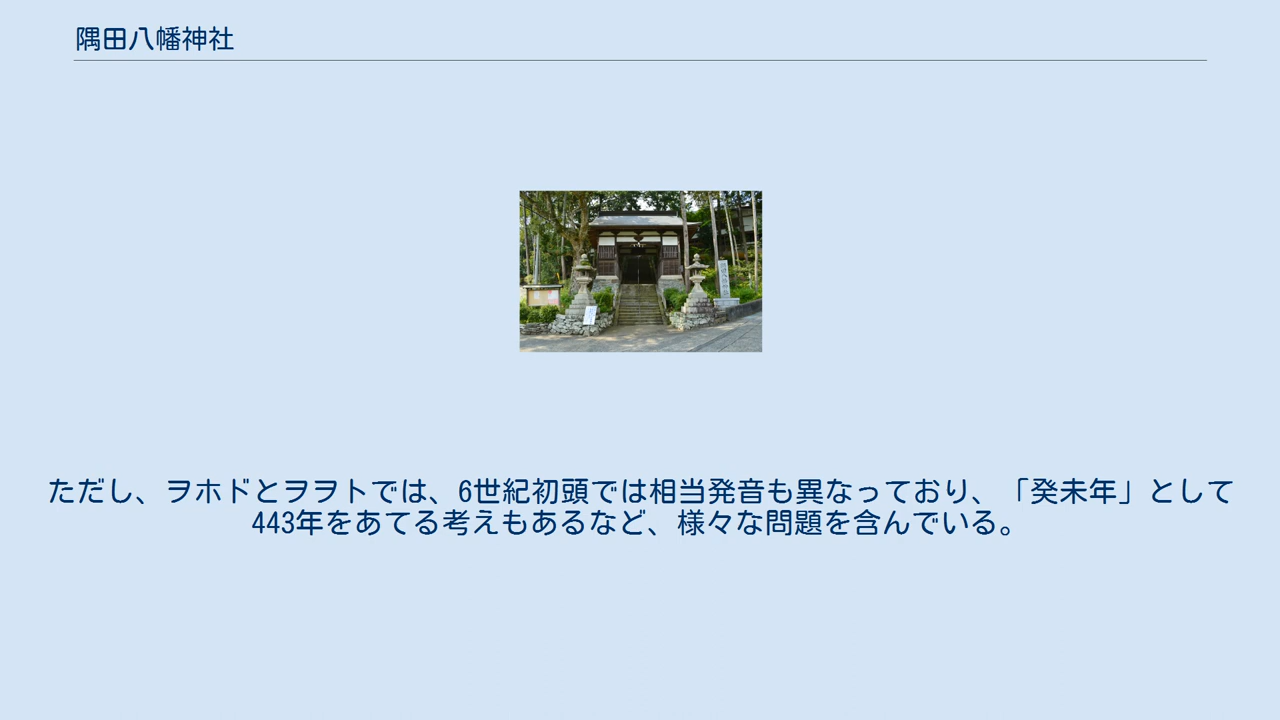 隅田八幡神社
ただし、ヲホドとヲヲトでは、6世紀初頭では相当発音も異なっており、「癸未年」として
443年をあてる考えもあるなど、様々な問題を含んでいる。